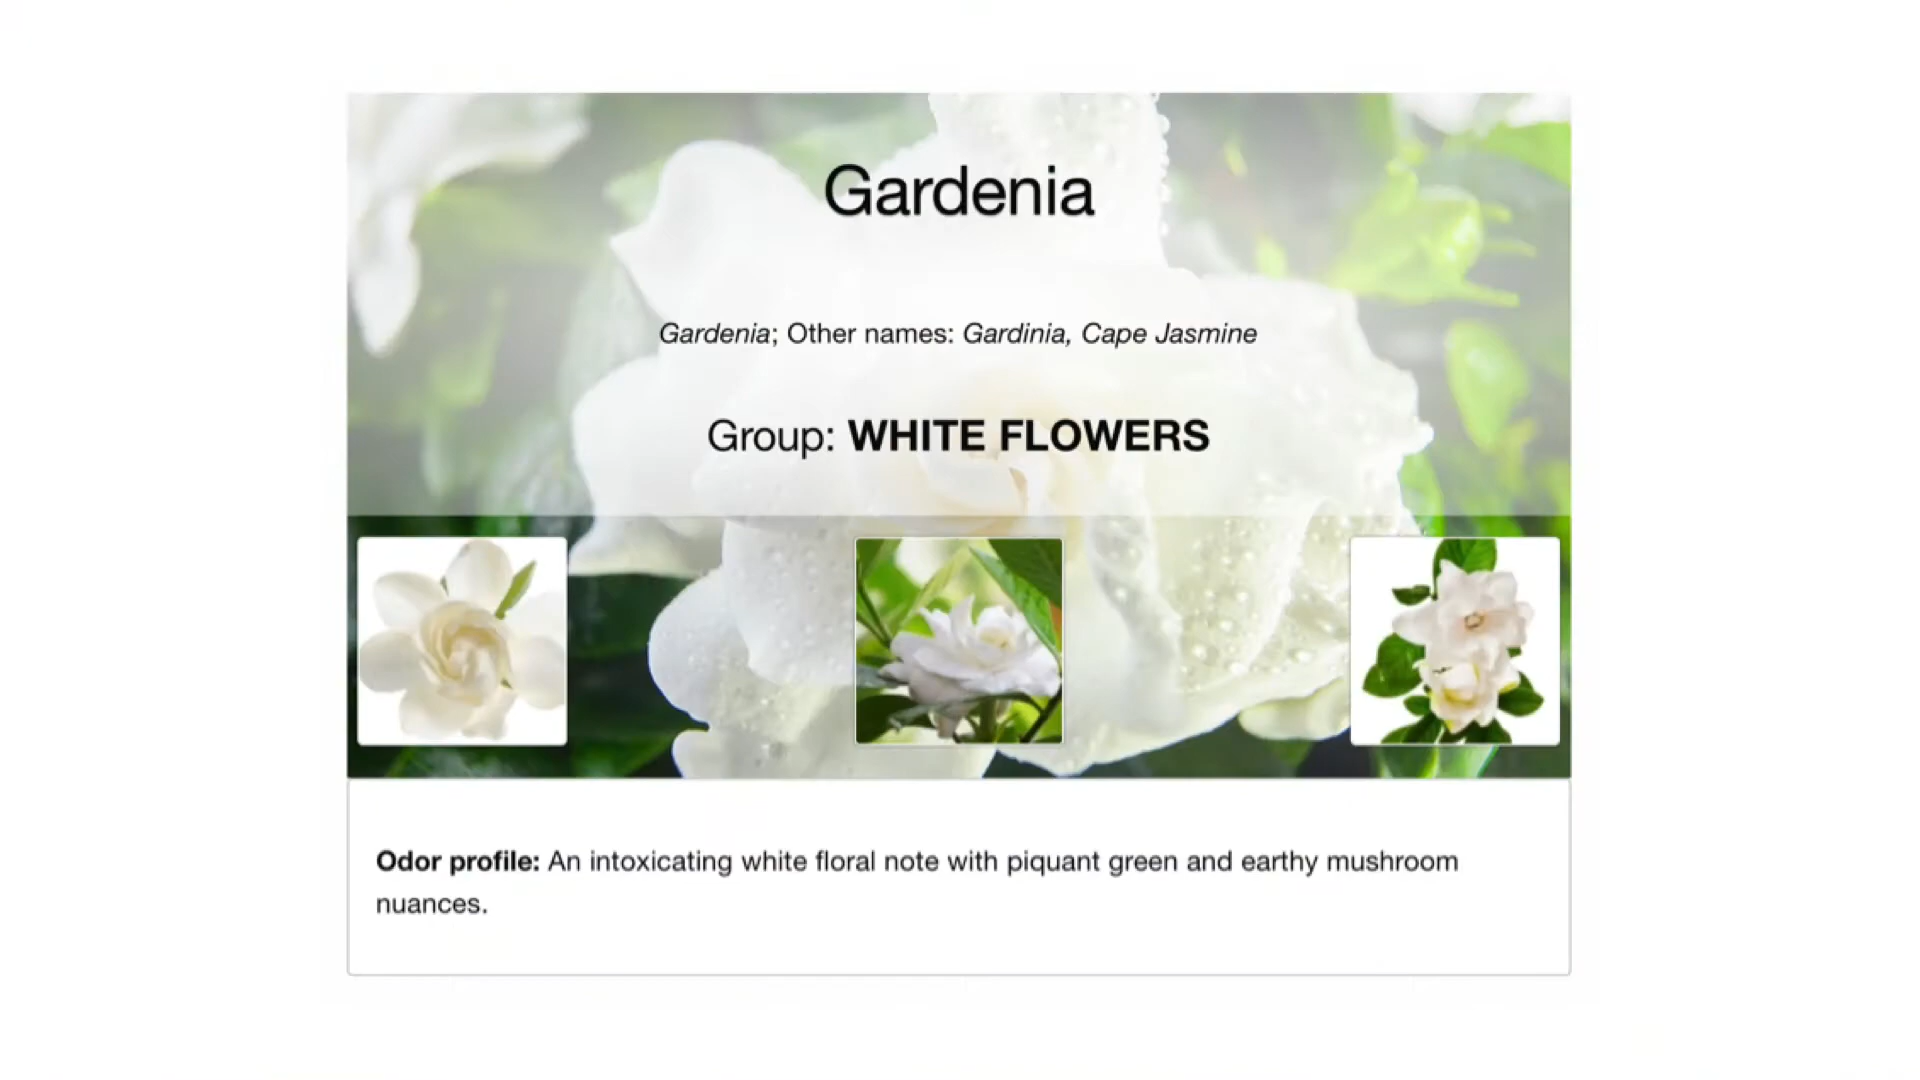 Gardenia
Gardenia; Other names: Gardinia, Cape Jasmine
Group: WHITE FLOWERS
Odor profile: An intoxicating white floral note with piquant green and earthy mushroom
nuances.